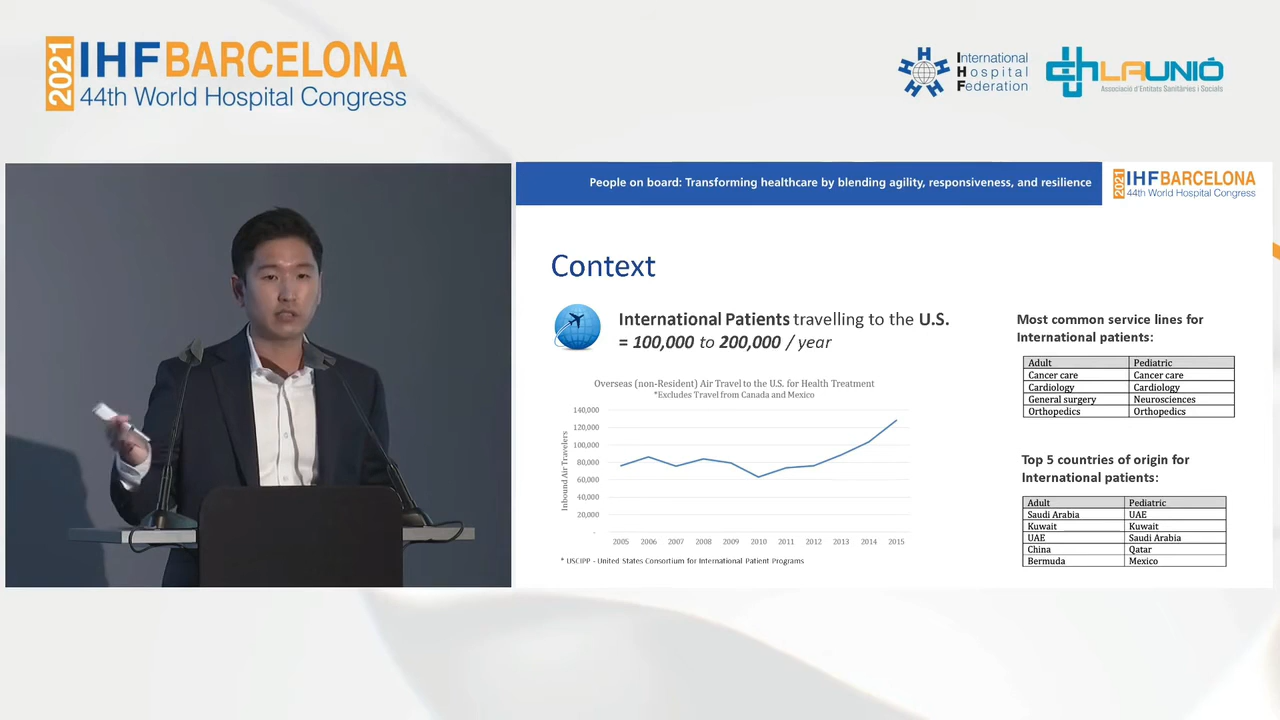 2021
IHF BARCELONA
44th World Hospital Congress
International
Hospital
Federation
LAUNIÓ
Associació d'Entitats Sanitàries i Socials
People on board: Transforming healthcare by blending agility, responsiveness, and resilience
2021
IHF BARCELONA
44th World Hospital Congress
Context
International Patients travelling to the U.S.
= 100,000 to 200,000 / year
Overseas (non-Resident) Air Travel to the U.S. for Health Treatment
*Excludes Travel from Canada and Mexico
Inbound Air Travelers
140,000
120,000
100,000
80,000
60,000
40,000
20,000
-
2005 2006 2007 2008 2009 2010 2011 2012 2013 2014 2015
* USCIPP - United States Consortium for International Patient Programs
Most common service lines for
International patients:
Adult Pediatric
Cancer care Cancer care
Cardiology Cardiology
General surgery Neurosciences
Orthopedics Orthopedics
Top 5 countries of origin for
International patients:
Adult Pediatric
Saudi Arabia UAE
Kuwait Kuwait
UAE Saudi Arabia
China Qatar
Bermuda Mexico